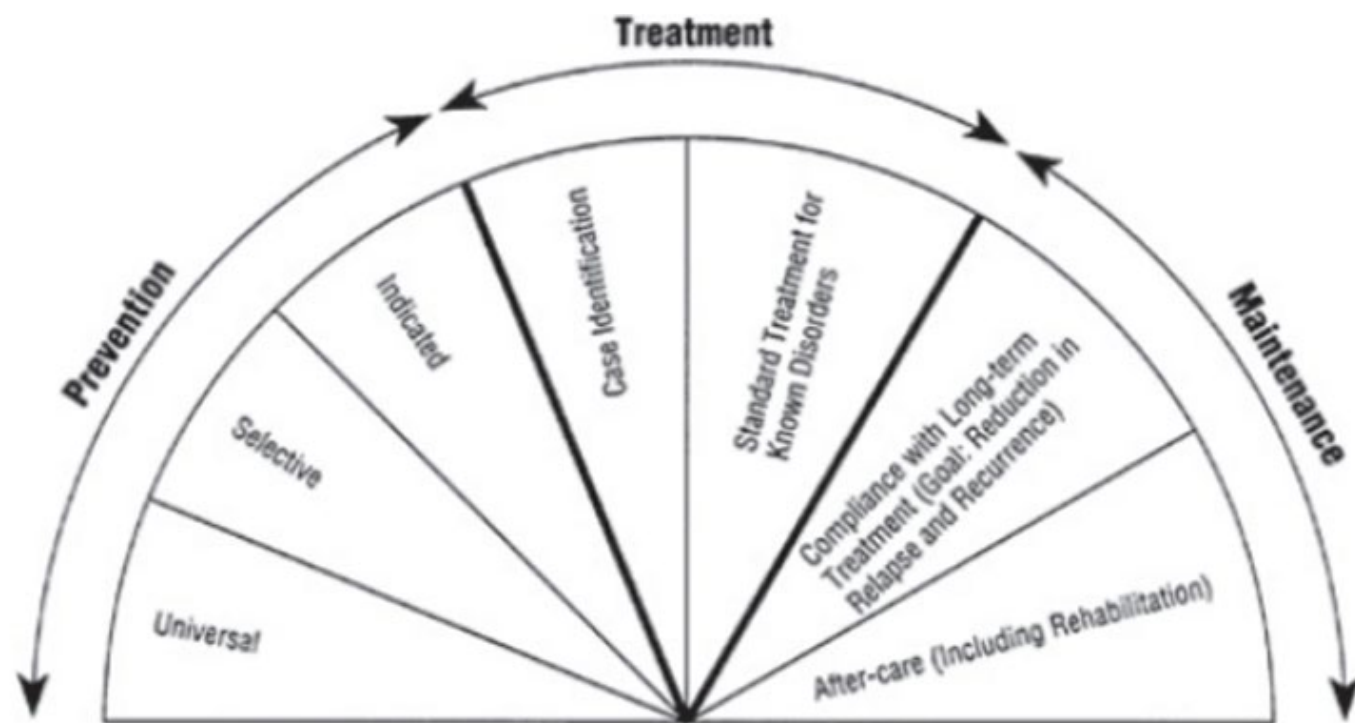 Treatment
Prevention
Maintenance
Universal
Selective
Indicated
Case Identification
Standard Treatment for
Known Disorders
Compliance with Long-term
Treatment (Goal: Reduction in
Relapse and Recurrence)
After-care (Including Rehabilitation)